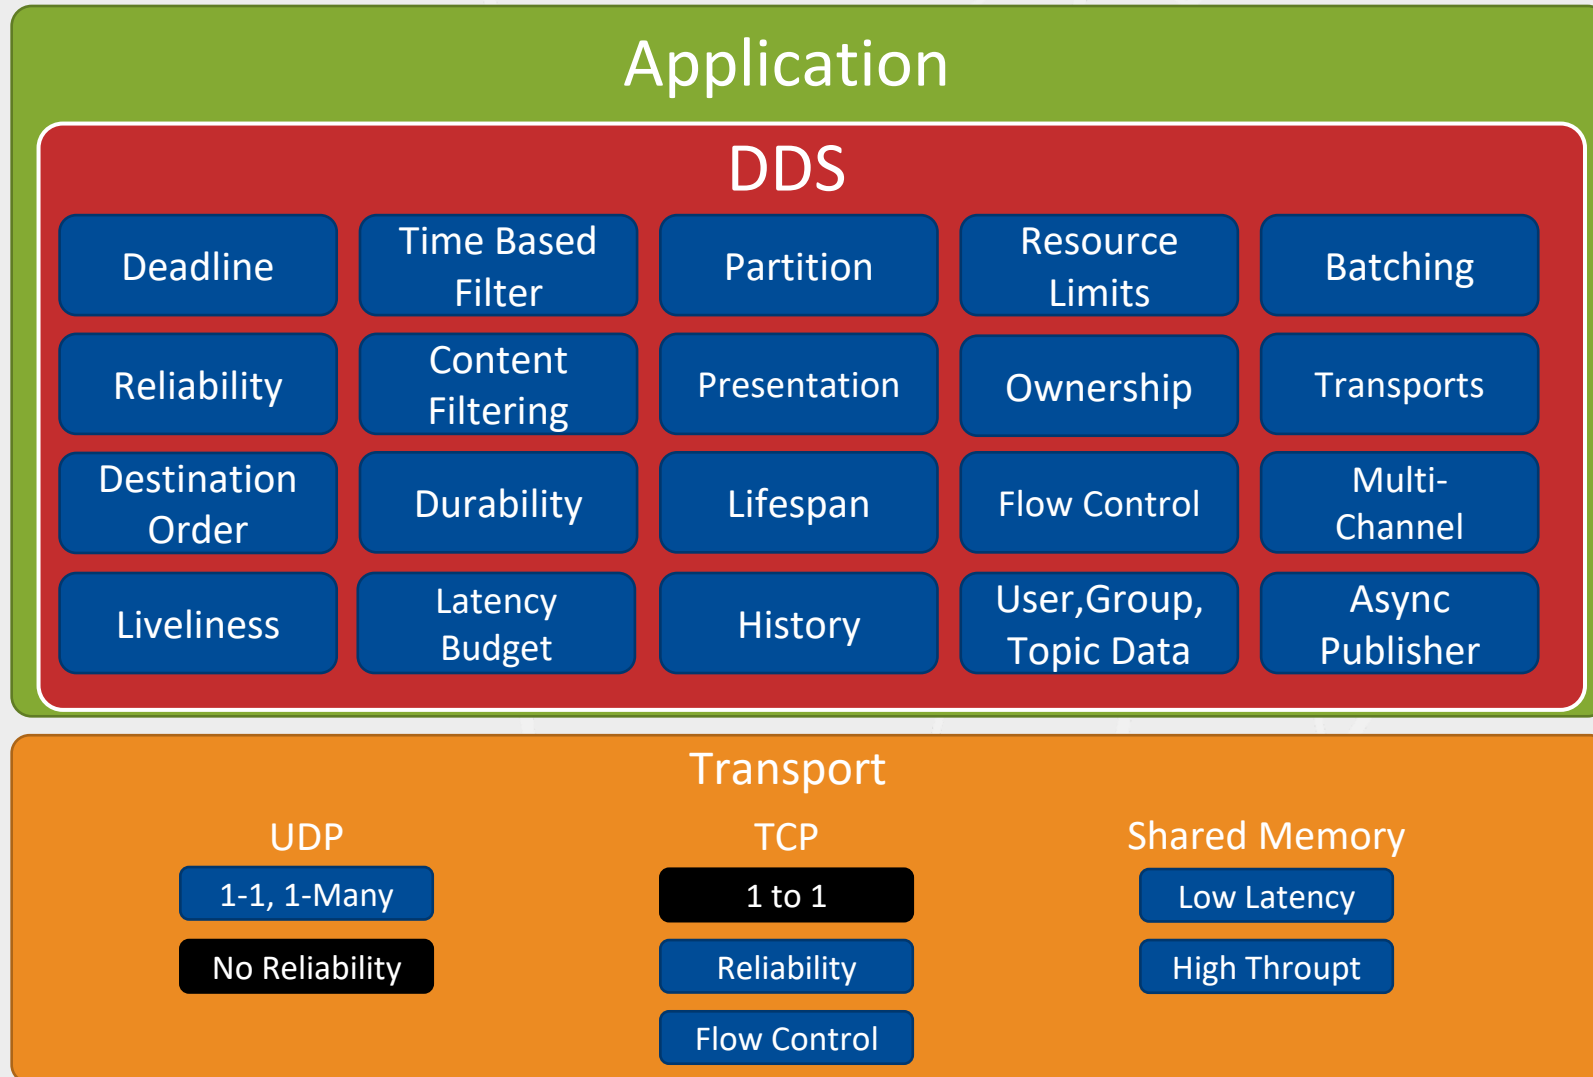 Application
DDS
Deadline
Time Based
Filter
Partition
Resource
Limits
Batching
Reliability
Content
Filtering
Presentation
Ownership
Transports
Destination
Order
Durability
Lifespan
Flow Control
Multi-
Channel
Liveliness
Latency
Budget
History
User,Group,
Topic Data
Async
Publisher
Transport
UDP
1-1, 1-Many
No Reliability
TCP
1 to 1
Reliability
Flow Control
Shared Memory
Low Latency
High Througt